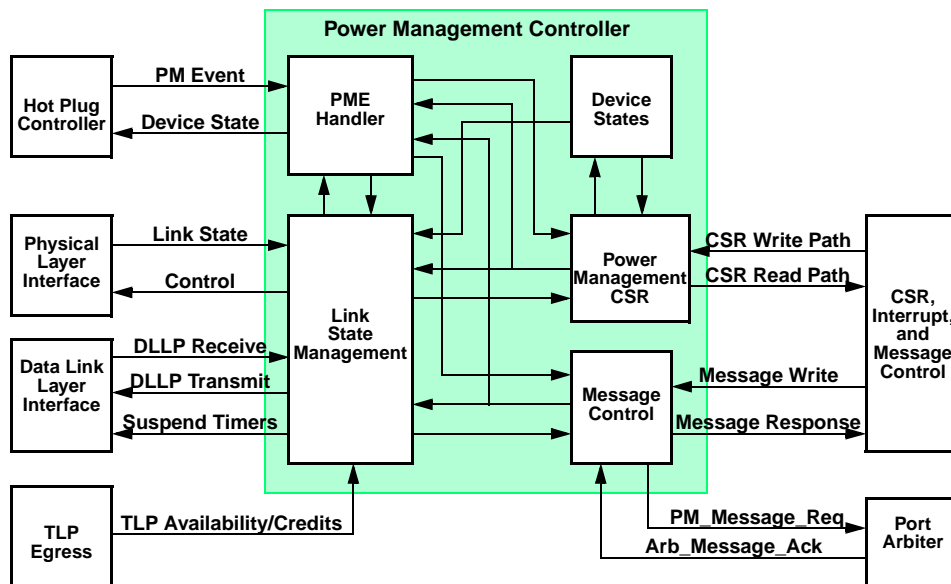 Power Management Controller
PM Event
Hot Plug
Controller
Device State
PME
Handler
Device
States
Physical
Layer
Interface
Link State
Control
Link
State
Management
Power
Management
CSR
CSR Write Path
CSR Read Path
CSR,
Interrupt,
and
Message
Control
Data Link
Layer
Interface
DLLP Receive
DLLP Transmit
Suspend Timers
Message
Control
Message Write
Message Response
TLP
Egress
TLP Availability/Credits
PM_Message_Req
Arb_Message_Ack
Port
Arbiter